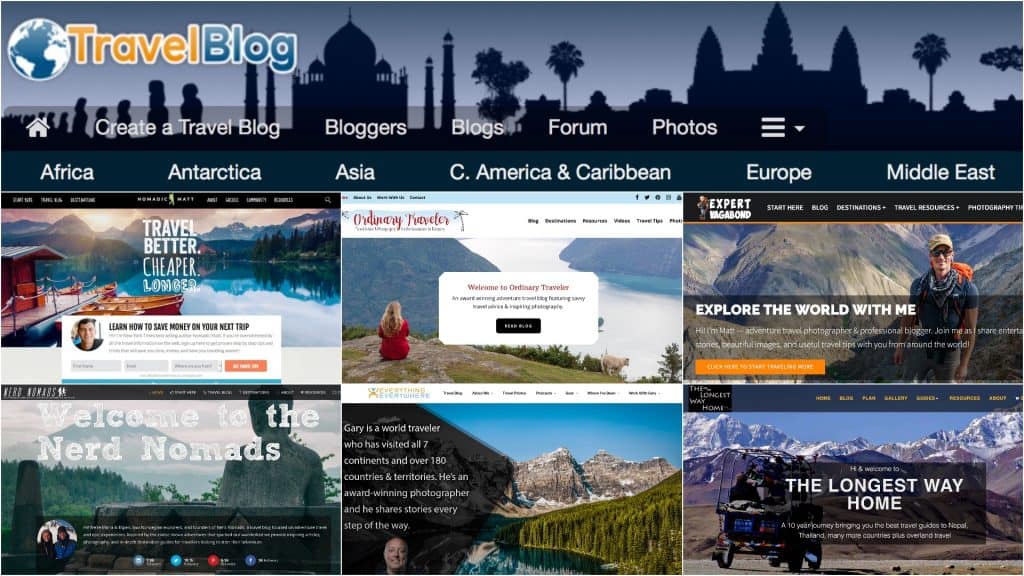 TravelBlog
Create a Travel Blog Bloggers Blogs Forum Photos
Africa Antarctica Asia C. America & Caribbean Europe Middle East
START HERE TRAVEL BLOG DESTINATIONS NOMADIC MATT ABOUT COMMUNITY RESOURCES
TRAVEL
BETTER.
CHEAPER.
LONGER.
LEARN HOW TO SAVE MONEY ON YOUR NEXT TRIP
First Name Email Where do you live?
About Us Work With Us Contact
Ordinary Traveler
Blog Destinations Resources Videos Travel Tips
Welcome to Ordinary Traveler
An award winning adventure travel blog featuring savvy
travel advice & inspiring photography.
READ BLOG
EXPERT
VAGABOND
START HERE BLOG DESTINATIONS TRAVEL RESOURCES PHOTOGRAPHY TIP
EXPLORE THE WORLD WITH ME
Hi! I'm Matt — adventure travel photographer & professional blogger. Join me as I share enterta
stories, beautiful images, and useful travel tips with you from around the world!
CLICK HERE TO START TRAVELING MORE
NERD NOMADS
START HERE TRAVEL BLOG DESTINATIONS ABOUT RESOURCES
Welcome to the
Nerd Nomads
EVERYTHING
EVERYWHERE
Travel Blog About Me Travel Photos Podcasts Gear Where I've Been Work With Gary
Gary is a world traveler
who has visited all 7
continents and over 180
countries & territories. He's an
award-winning photographer
and he shares stories every
step of the way.
THE
LONGEST
WAY
HOME
HOME BLOG PLAN GALLERY GUIDES RESOURCES ABOUT
Hi & welcome to
THE LONGEST WAY
HOME
A 10 year journey bringing you the best travel guides to Nepal,
Thailand, many more countries plus overland travel